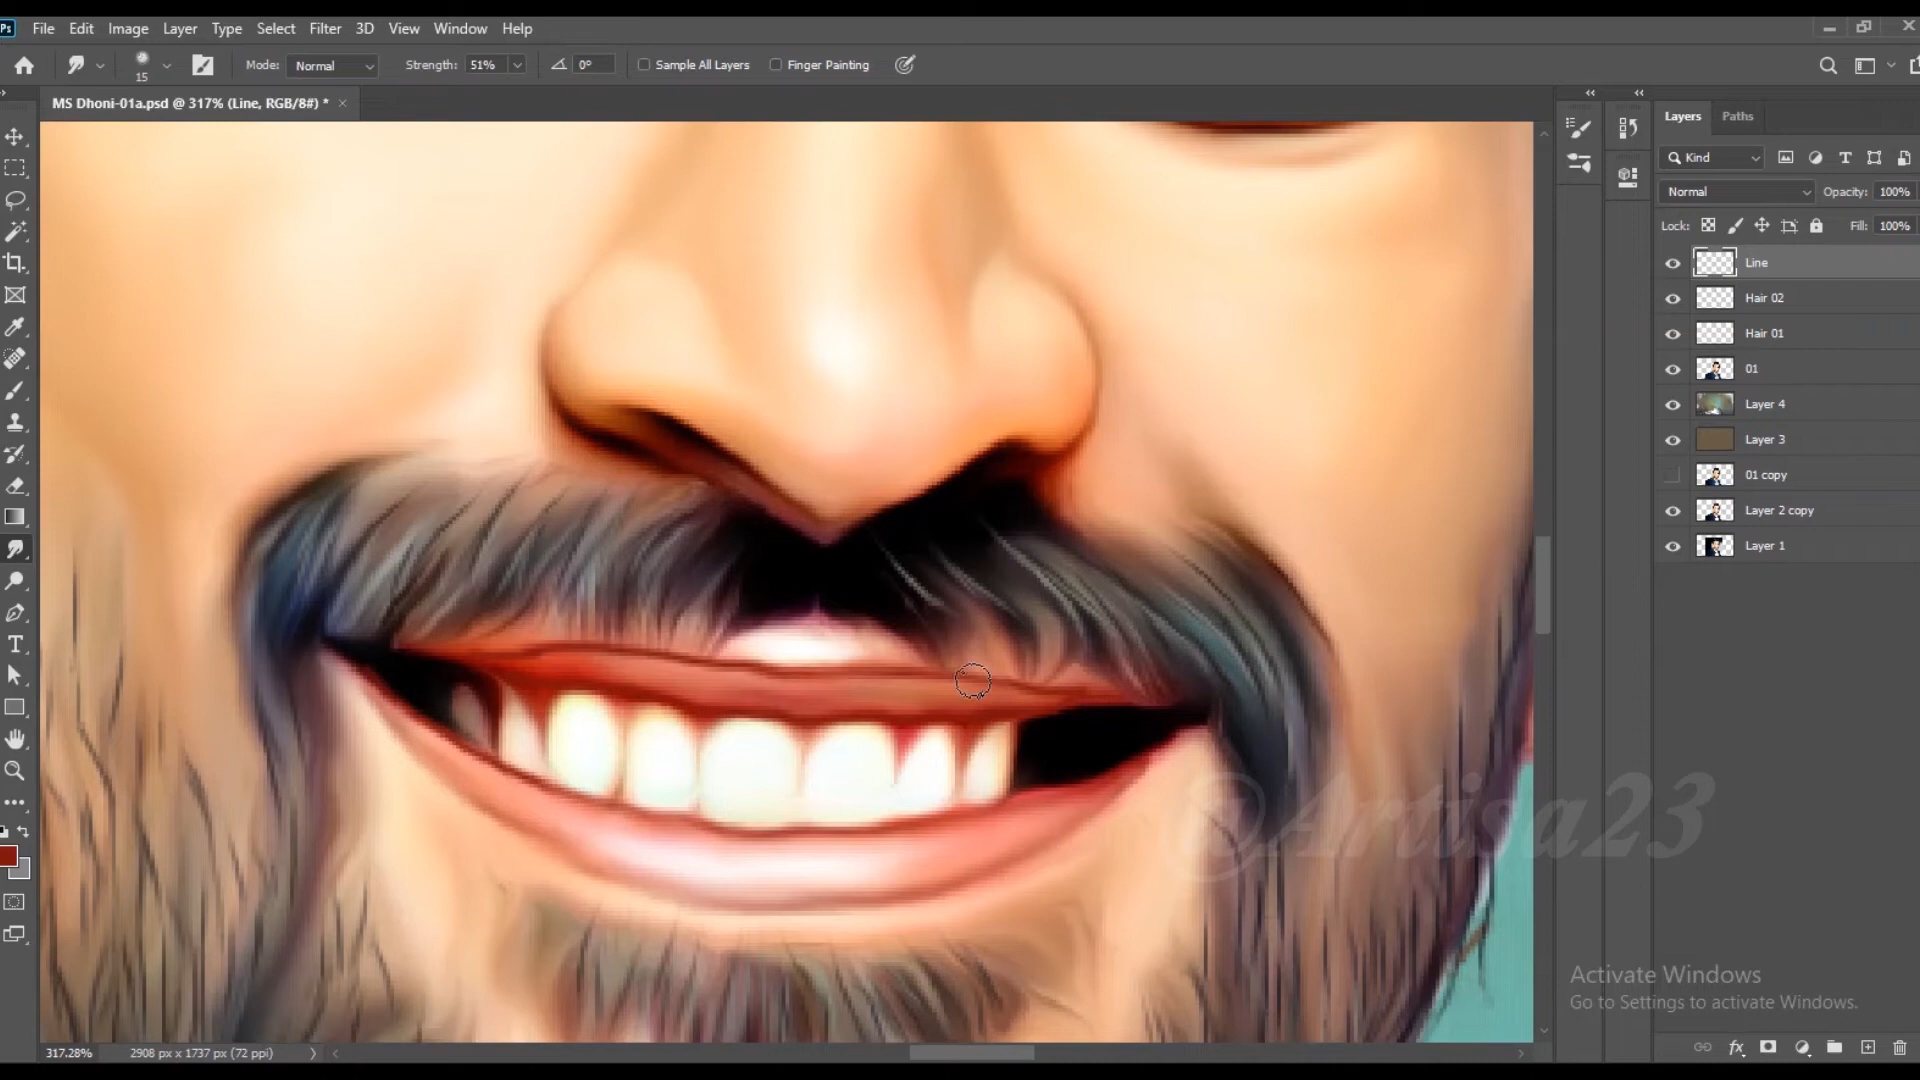 Ps File Edit Image Layer Type Select Filter 3D View Window Help
15 Mode: Normal Strength: 51% 0° Sample All Layers Finger Painting
MS Dhoni-01a.psd @ 317% (Line, RGB/8#) * ×
Layers Paths
Kind
Normal Opacity: 100%
Lock: Fill: 100%
Line
Hair 02
Hair 01
01
Layer 4
Layer 3
01 copy
Layer 2 copy
Layer 1
@Artisa23
Activate Windows
Go to Settings to activate Windows.
317.28% 2908 px x 1737 px (72 ppi)
fx